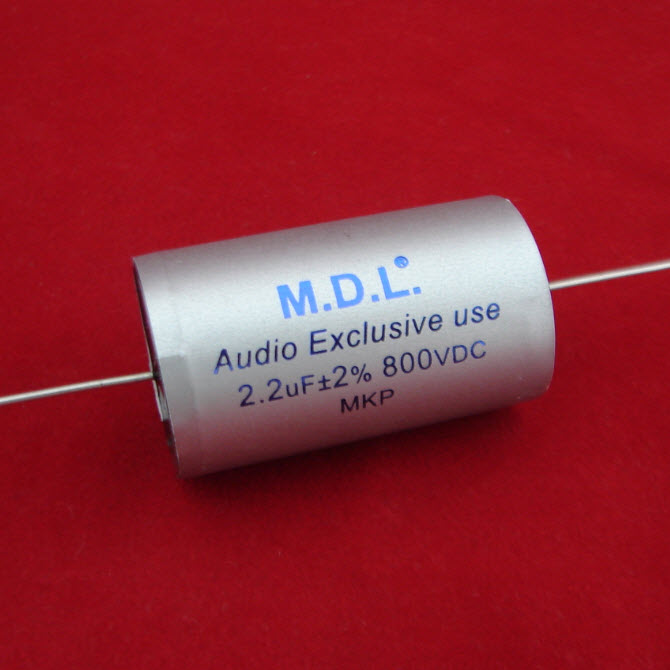 M.D.L.®
Audio Exclusive use
2.2uF±2% 800VDC
MKP